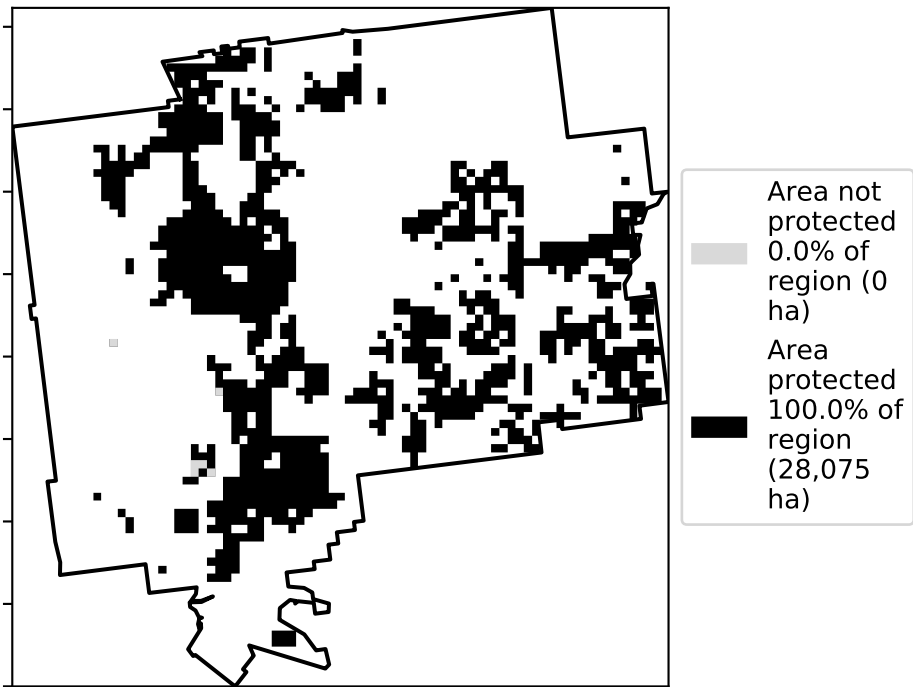 Area not
protected
0.0% of
region (0
ha)
Area
protected
100.0% of
region
(28,075
ha)